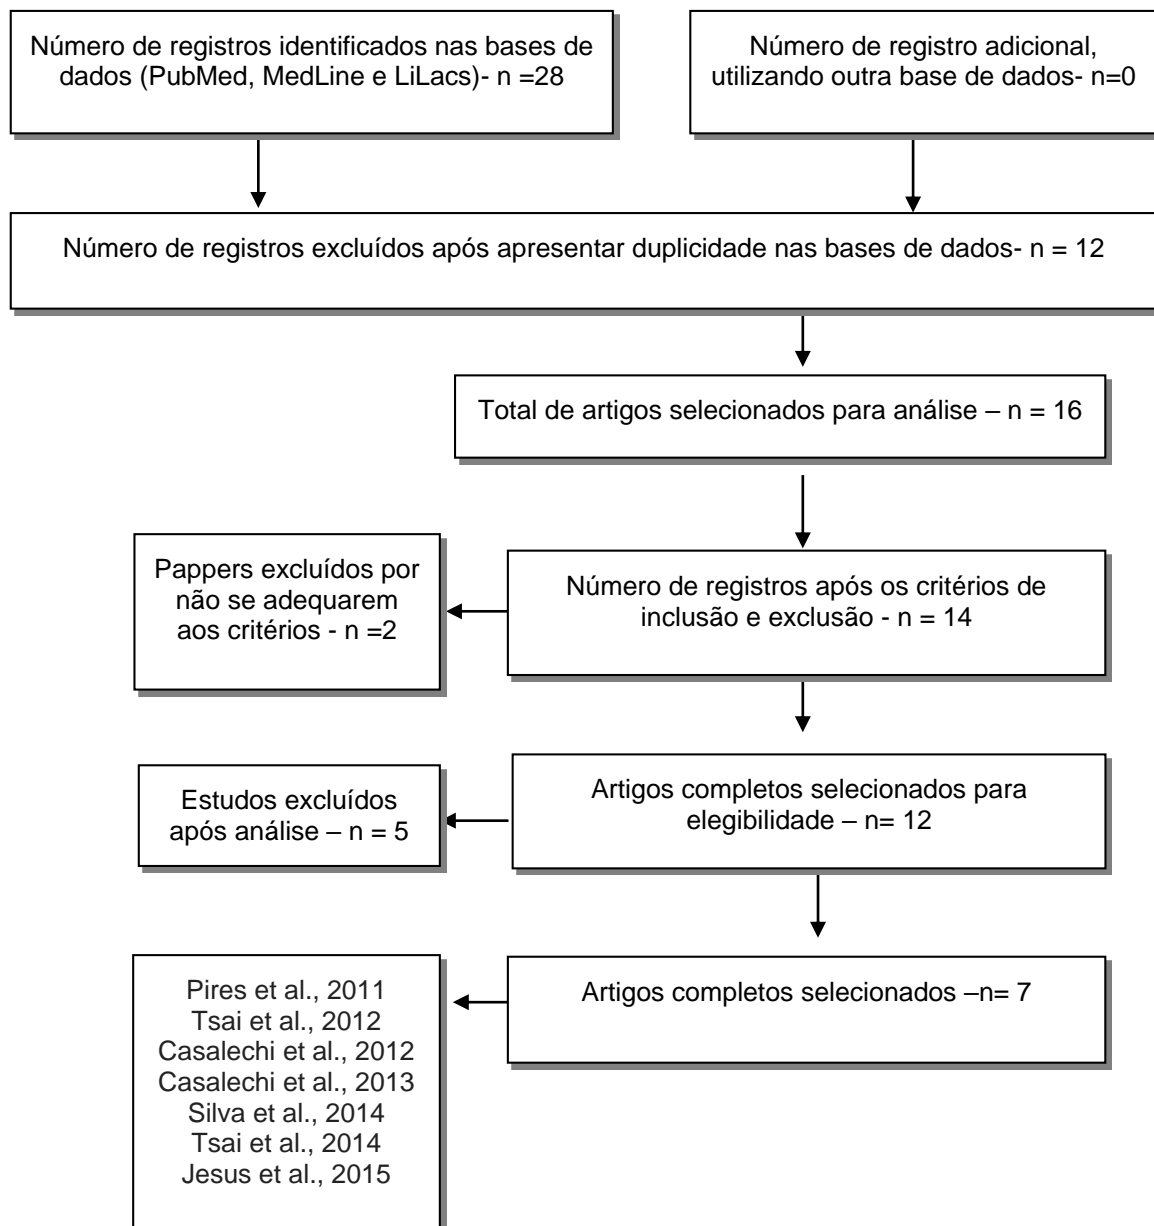 Número de registros identificados nas bases de
dados (PubMed, MedLine e LiLacs)- n =28
Número de registro adicional,
utilizando outra base de dados- n=0
Número de registros excluídos após apresentar duplicidade nas bases de dados- n = 12
Total de artigos selecionados para análise – n = 16
Pappers excluídos por
não se adequarem
aos critérios - n =2
Número de registros após os critérios de
inclusão e exclusão - n = 14
Estudos excluídos
após análise – n = 5
Artigos completos selecionados para
elegibilidade – n= 12
Pires et al., 2011
Tsai et al., 2012
Casalechi et al., 2012
Casalechi et al., 2013
Silva et al., 2014
Tsai et al., 2014
Jesus et al., 2015
Artigos completos selecionados –n= 7